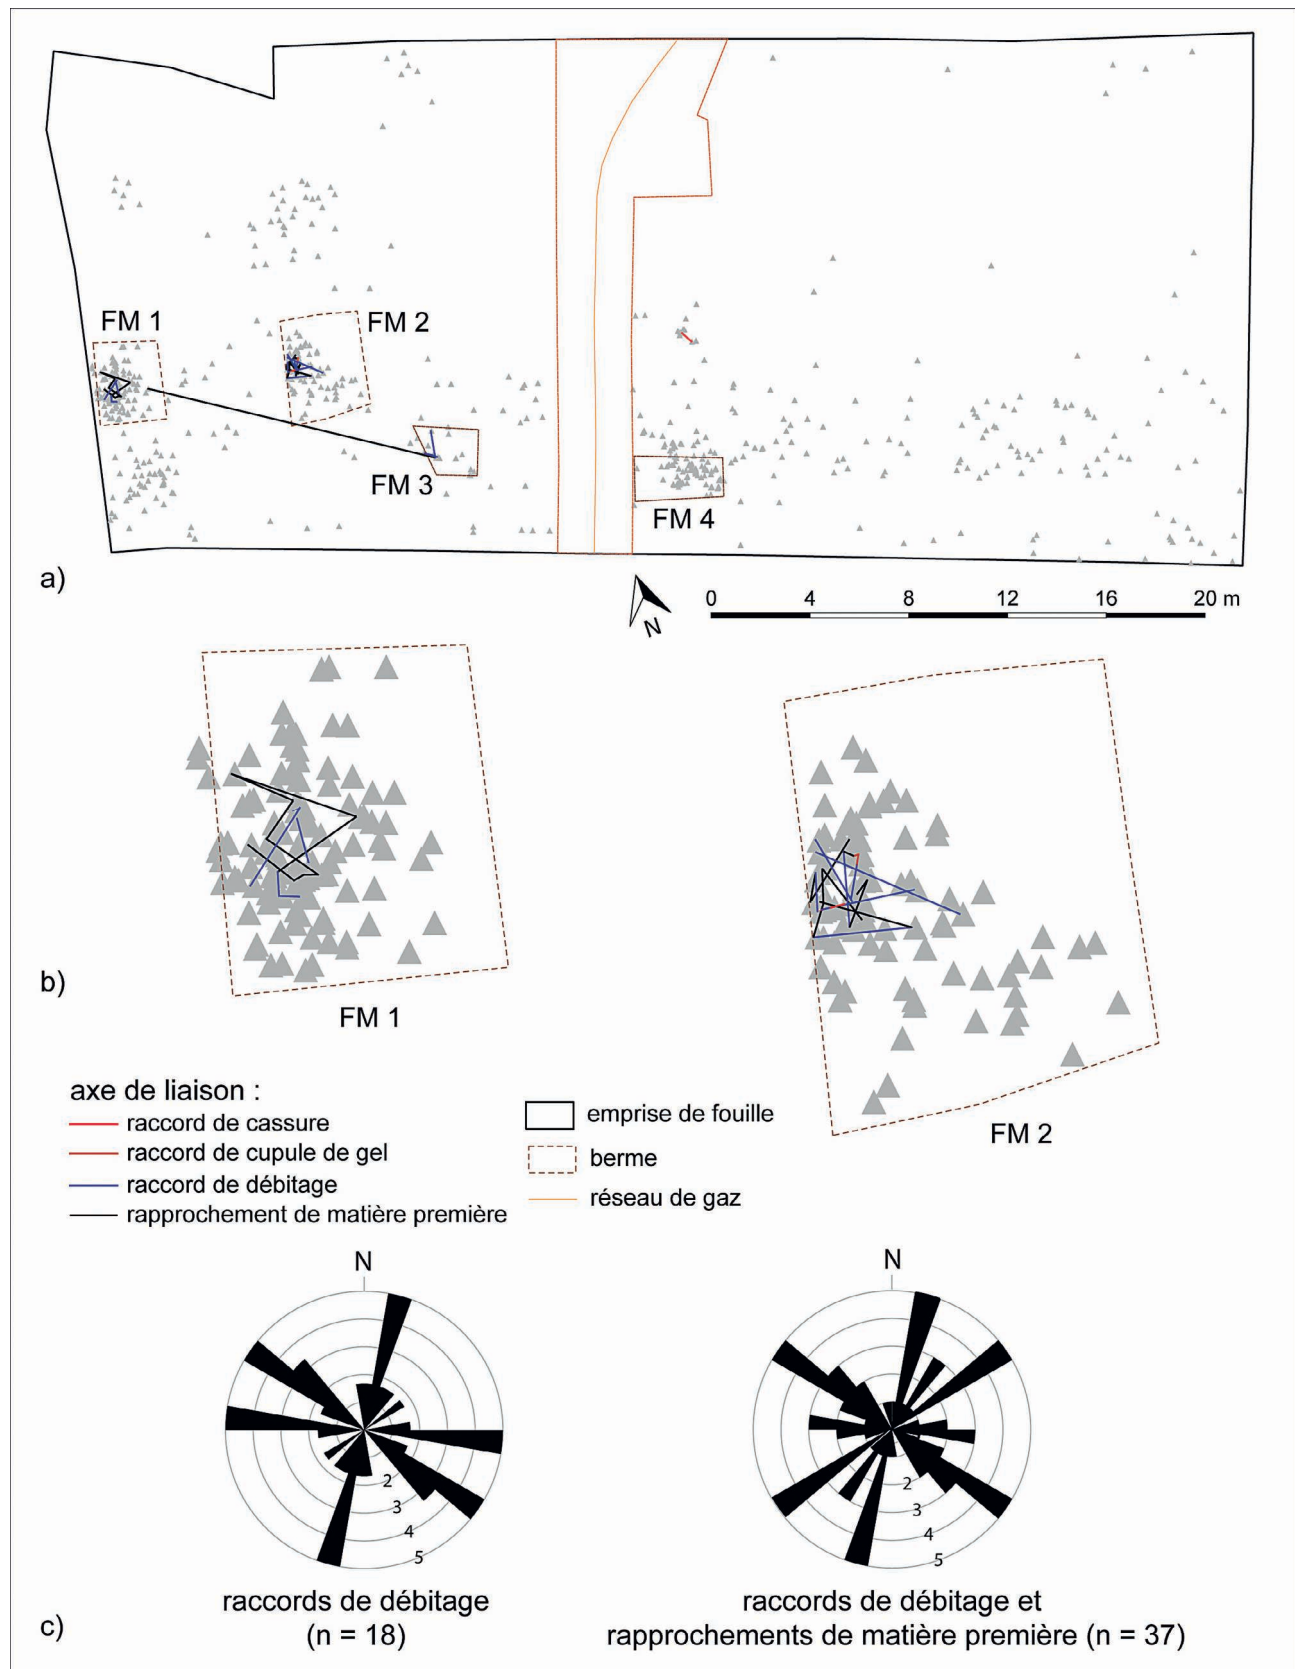 FM 1
FM 2
FM 3
FM 4
a)
N
0 4 8 12 16 20 m
b)
FM 1
FM 2
axe de liaison :
raccord de cassure
raccord de cupule de gel
raccord de débitage
rapprochement de matière première
emprise de fouille
berme
réseau de gaz
N
2
3
4
5
raccords de débitage
(n = 18)
N
2
3
4
5
raccords de débitage et
rapprochements de matière première (n = 37)
c)